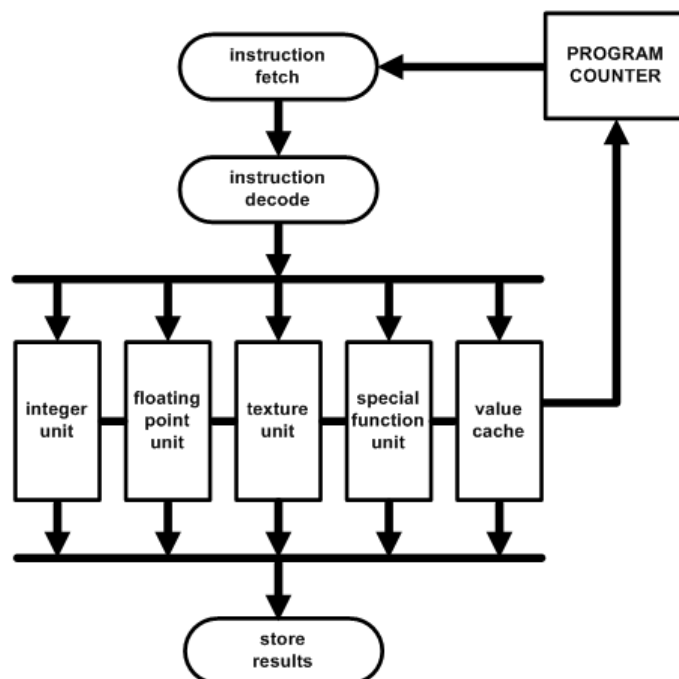 instruction
fetch
PROGRAM
COUNTER
instruction
decode
integer
unit
floating
point
unit
texture
unit
special
function
unit
value
cache
store
results